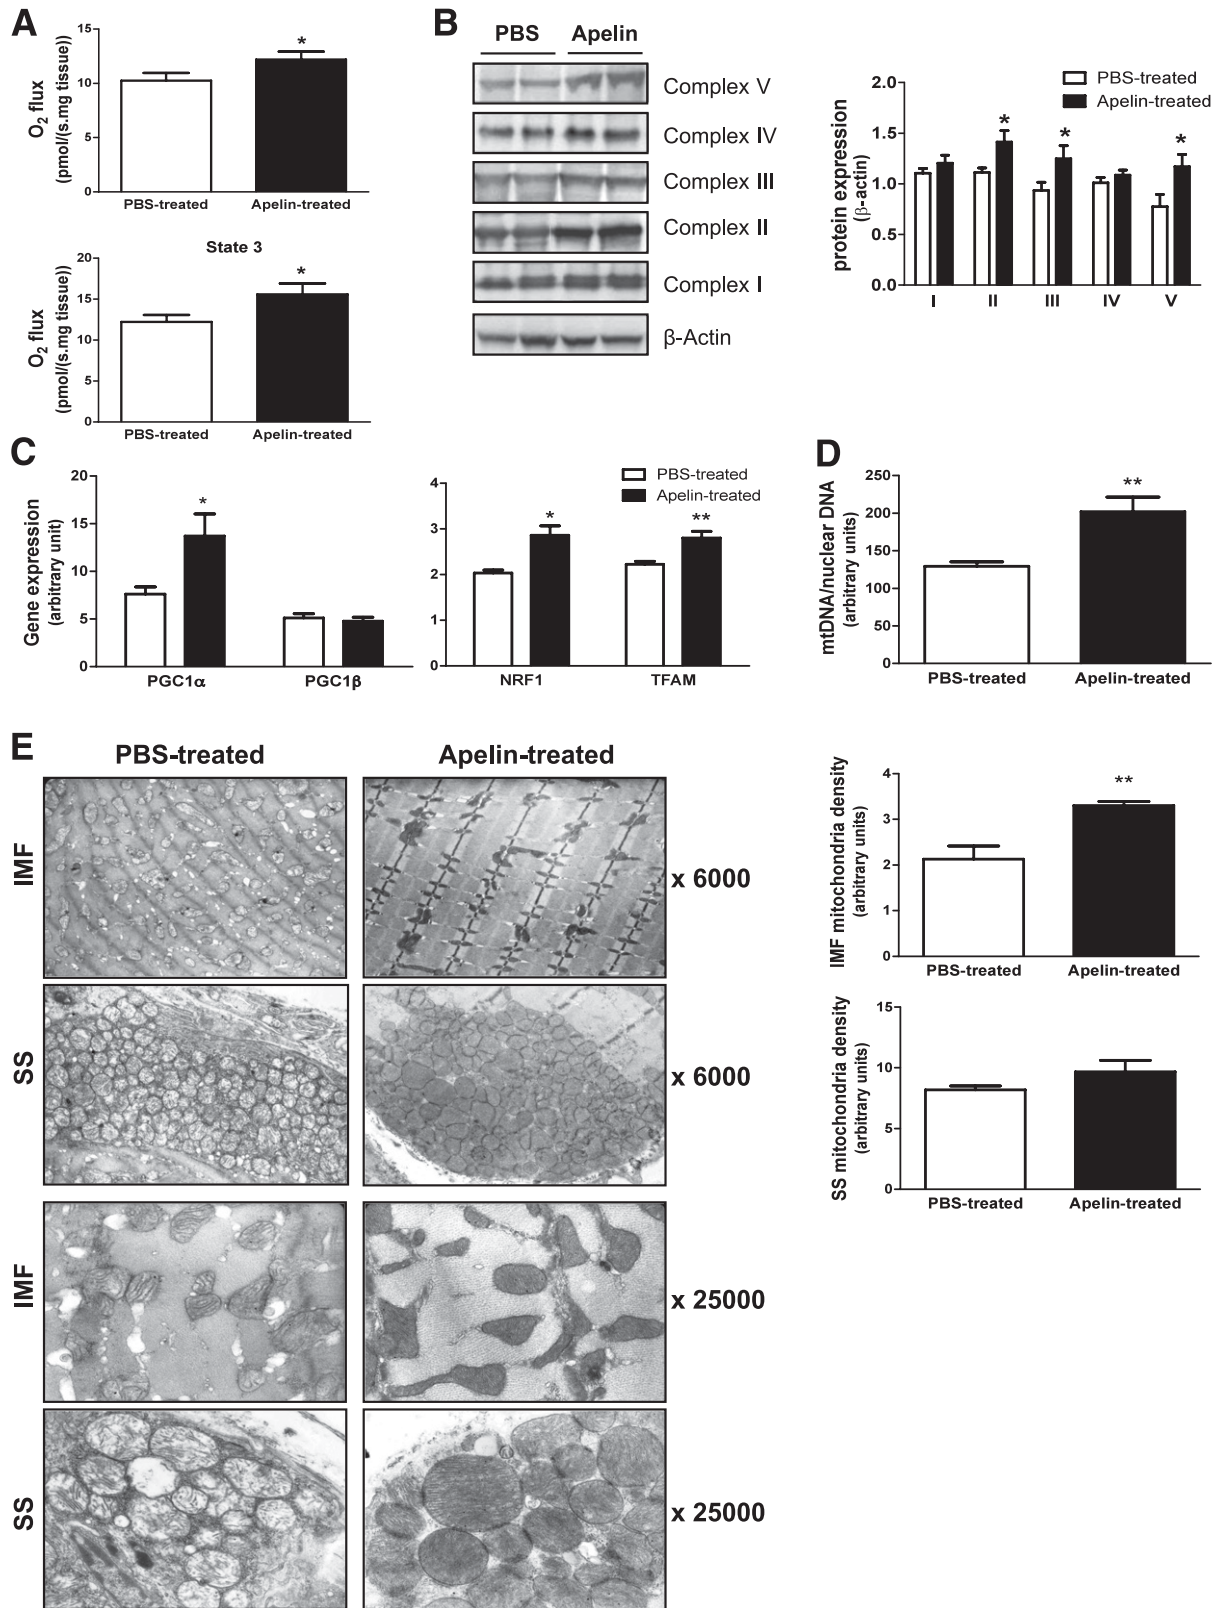 A
15
10
5
0
O2 flux
(pmol/(s.mg tissue))
*
PBS-treated Apelin-treated
State 3
20
15
10
5
0
O2 flux
(pmol/(s.mg tissue))
*
PBS-treated Apelin-treated
B
PBS Apelin
Complex V
Complex IV
Complex III
Complex II
Complex I
β-Actin
PBS-treated
Apelin-treated
2.0
1.5
1.0
0.5
0.0
protein expression
(β-actin)
* * *
I II III IV V
C
20
15
10
5
0
Gene expression
(arbitrary unit)
*
PGC1α PGC1β
PBS-treated
Apelin-treated
4
3
2
1
0
* **
NRF1 TFAM
D
250
200
150
100
50
0
mtDNA/nuclear DNA
(arbitrary units)
**
PBS-treated Apelin-treated
E
PBS-treated Apelin-treated
IMF
x 6000
SS
x 6000
IMF
x 25000
SS
x 25000
4
3
2
1
0
IMF mitochondria density
(arbitrary units)
**
PBS-treated Apelin-treated
15
10
5
0
SS mitochondria density
(arbitrary units)
PBS-treated Apelin-treated